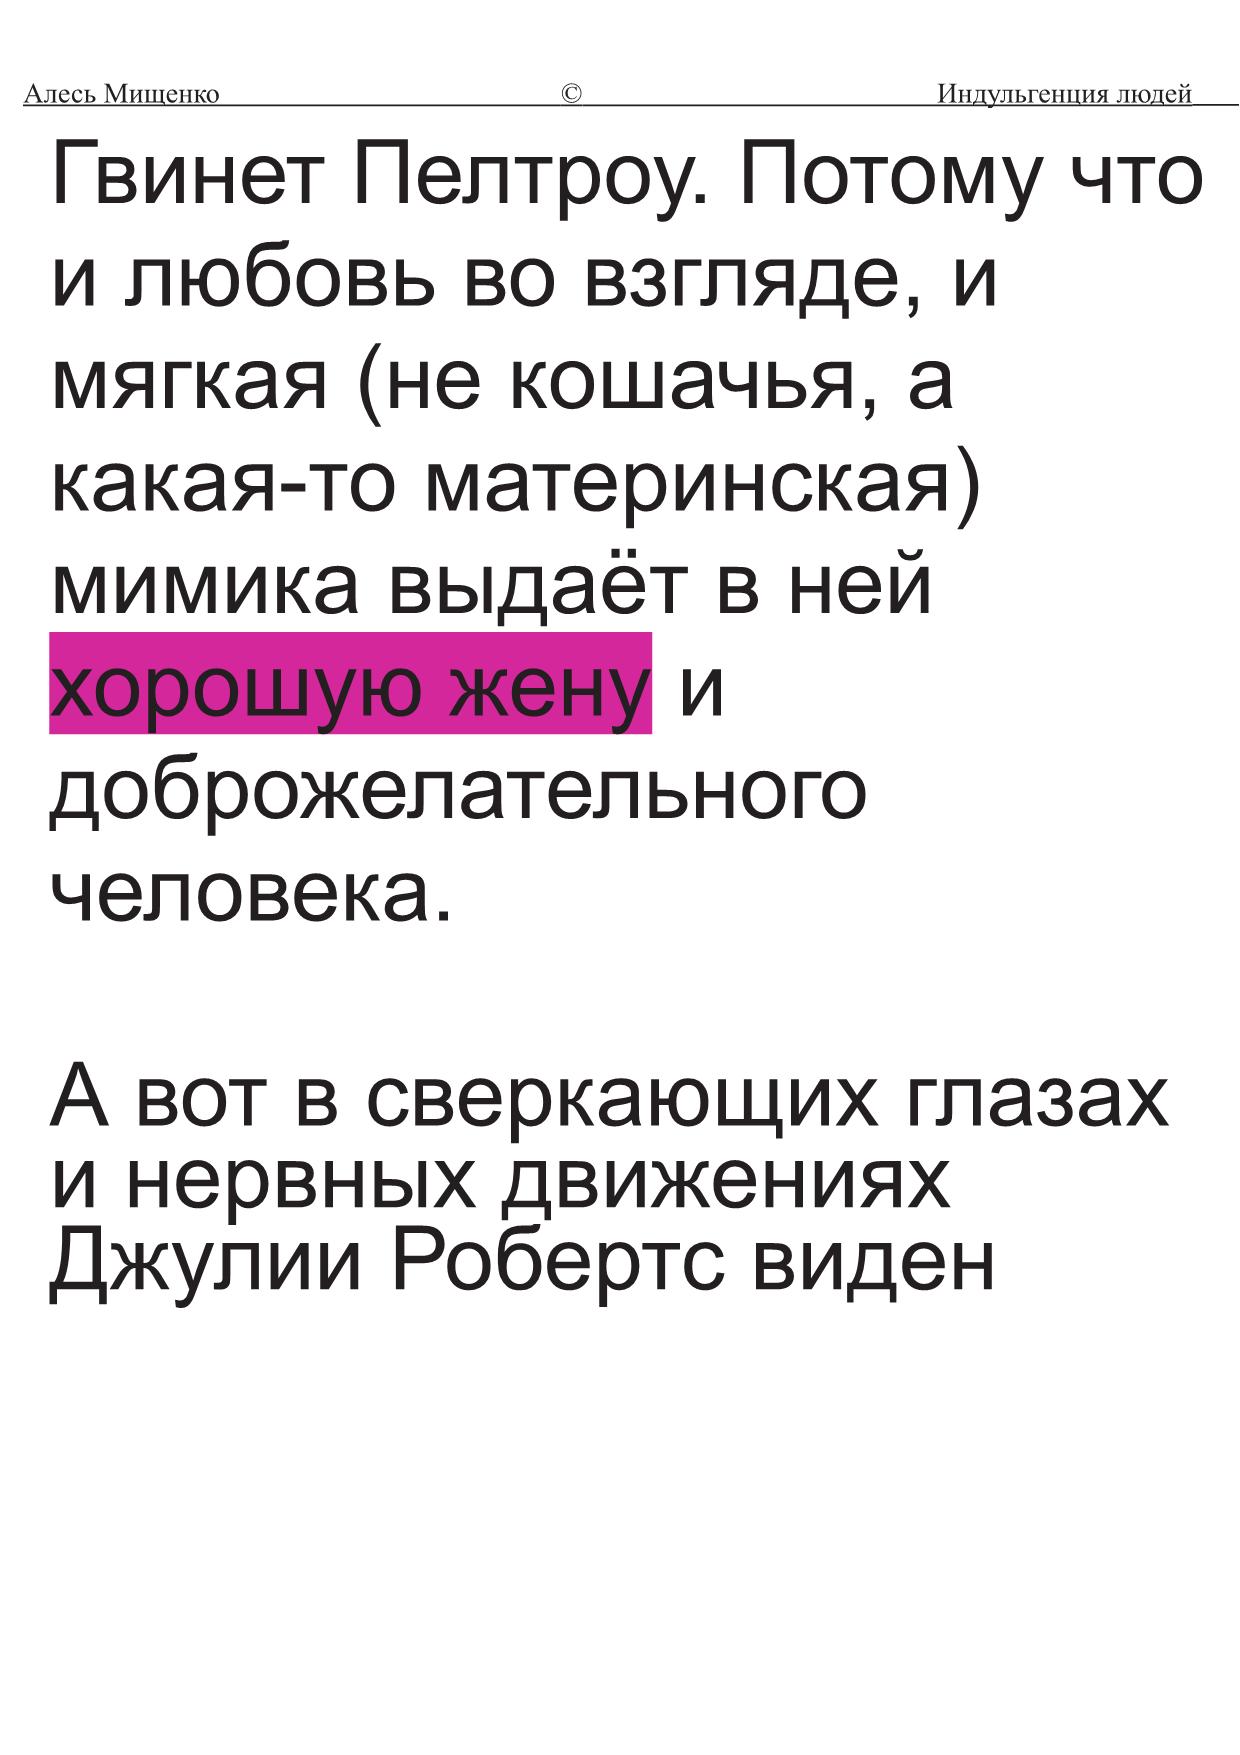 Алесь Мищенко © Индульгенция людей
Гвинет Пелтроу. Потому что
и любовь во взгляде, и
мягкая (не кошачья, а
какая-то материнская)
мимика выдаёт в ней
хорошую жену и
доброжелательного
человека.
А вот в сверкающих глазах
и нервных движениях
Джулии Робертс виден